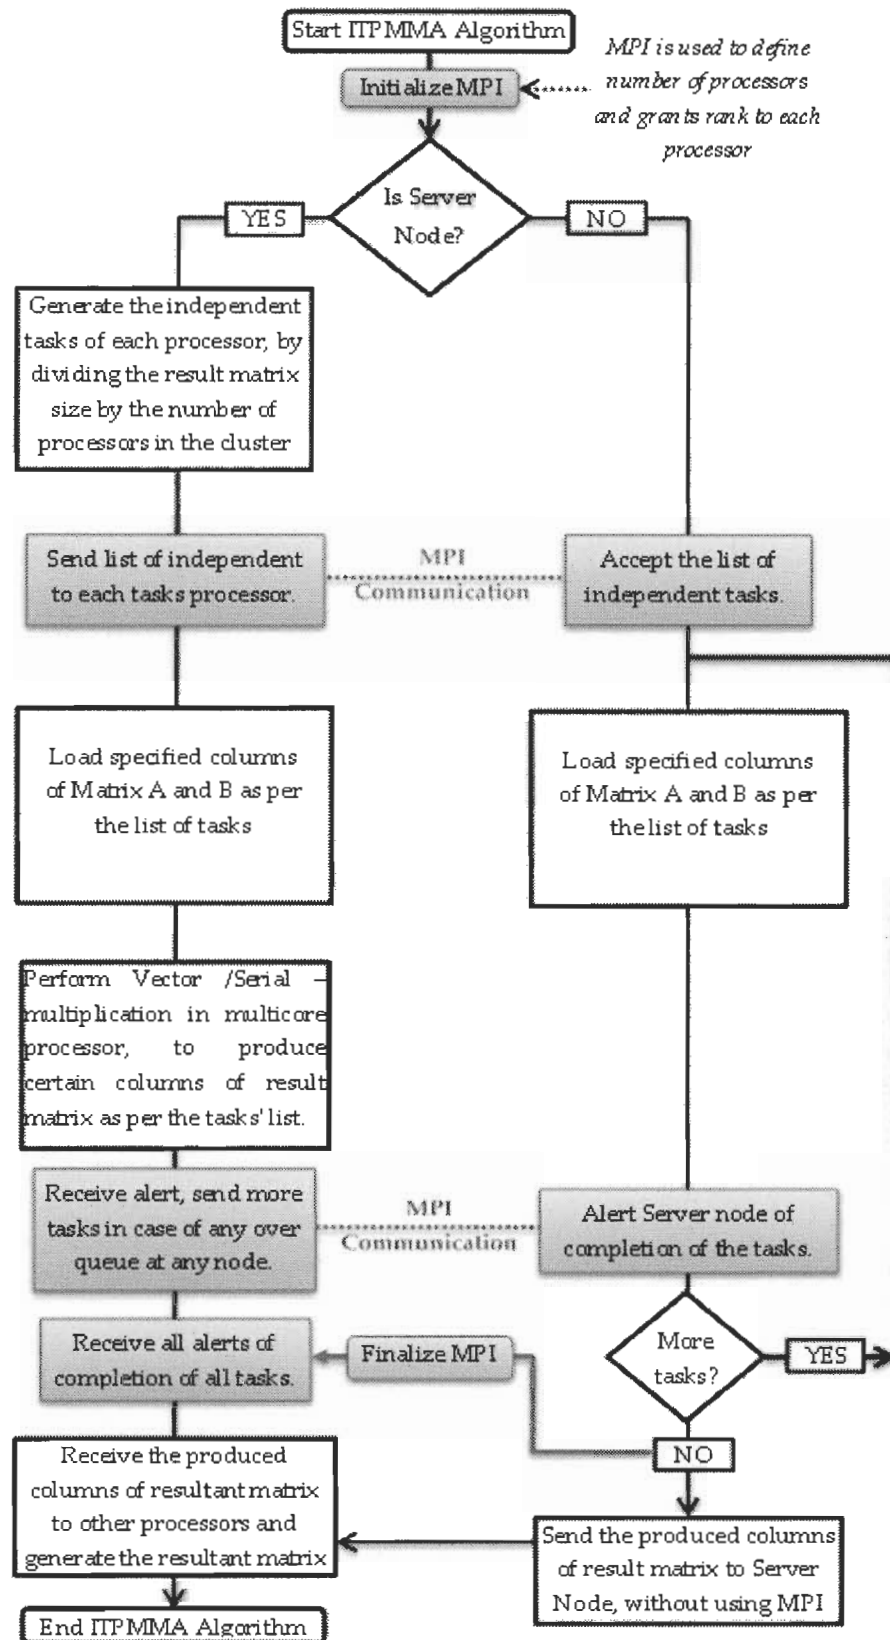 Start ITPMMA Algorithm
Initialize MPI
MPI is used to define
number of processors
and grants rank to each
processor
Is Server
Node?
YES
NO
Generate the independent
tasks of each processor, by
dividing the result matrix
size by the number of
processors in the cluster
Send list of independent
to each tasks processor.
MPI
Communication
Accept the list of
independent tasks.
Load specified columns
of Matrix A and B as per
the list of tasks
Load specified columns
of Matrix A and B as per
the list of tasks
Perform Vector /Serial –
multiplication in multicore
processor, to produce
certain columns of result
matrix as per the tasks' list.
Receive alert, send more
tasks in case of any over
queue at any node.
MPI
Communication
Alert Server node of
completion of the tasks.
Receive all alerts of
completion of all tasks.
Finalize MPI
More
tasks?
YES
NO
Receive the produced
columns of resultant matrix
to other processors and
generate the resultant matrix
Send the produced columns
of result matrix to Server
Node, without using MPI
End ITPMMA Algorithm